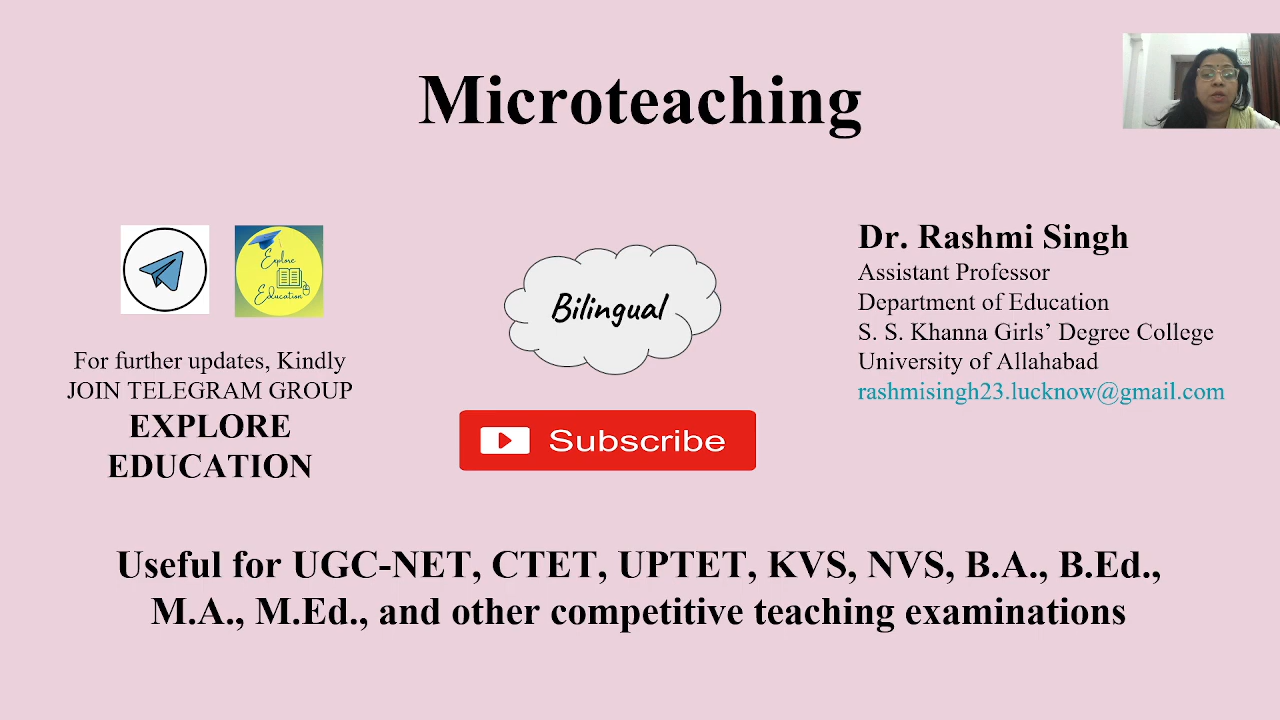 Microteaching
Explore
Education
For further updates, Kindly
JOIN TELEGRAM GROUP
EXPLORE
EDUCATION
Bilingual
Subscribe
Dr. Rashmi Singh
Assistant Professor
Department of Education
S. S. Khanna Girls’ Degree College
University of Allahabad
rashmisingh23.lucknow@gmail.com
Useful for UGC-NET, CTET, UPTET, KVS, NVS, B.A., B.Ed.,
M.A., M.Ed., and other competitive teaching examinations